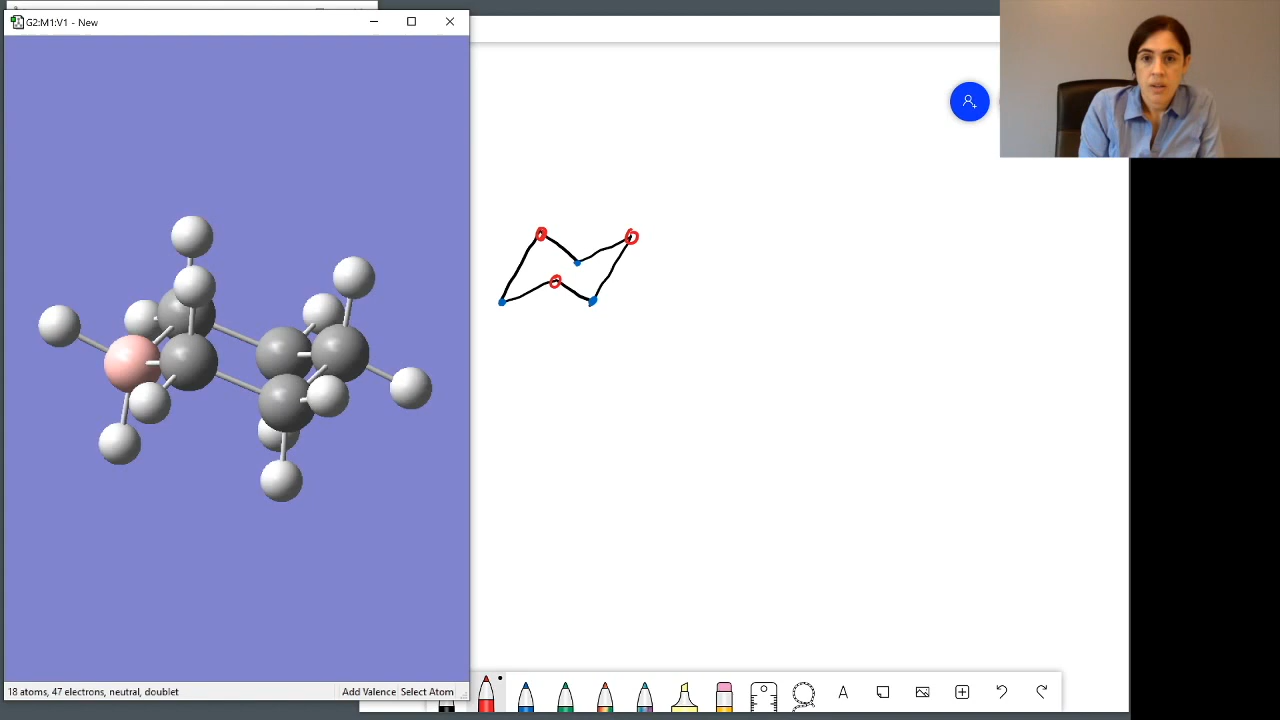 G2:M1:V1 - New
18 atoms, 47 electrons, neutral, doublet
Add Valence
Select Atom
A